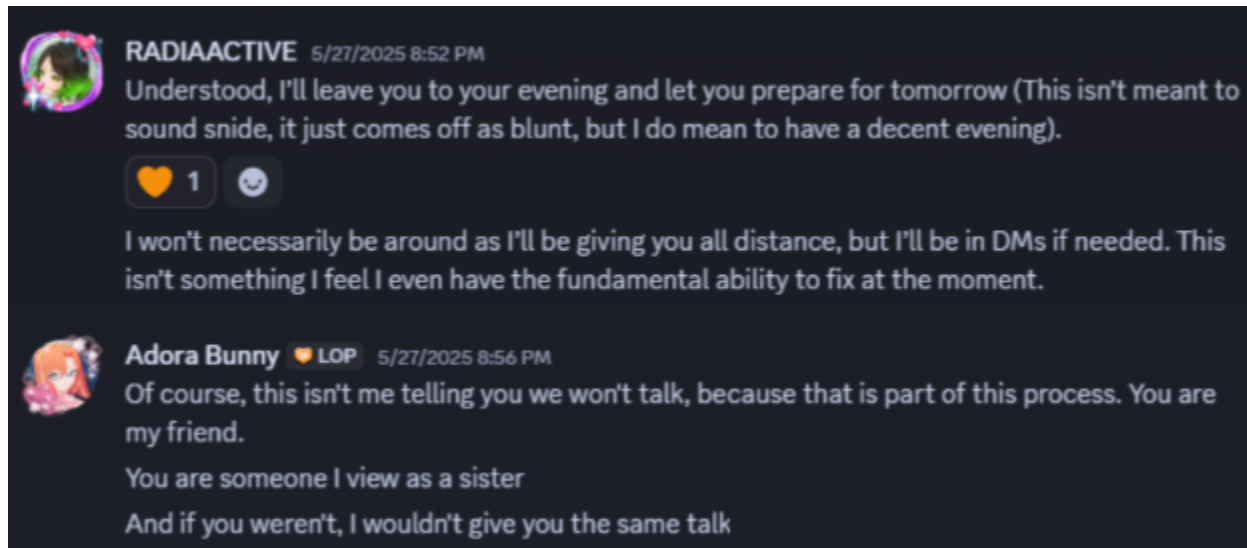 RADIAACTIVE 5/27/2025 8:52 PM
Understood, I'll leave you to your evening and let you prepare for tomorrow (This isn't meant to
sound snide, it just comes off as blunt, but I do mean to have a decent evening).
1
I won't necessarily be around as I'll be giving you all distance, but I'll be in DMs if needed. This
isn't something I feel I even have the fundamental ability to fix at the moment.
Adora Bunny LOP 5/27/2025 8:56 PM
Of course, this isn't me telling you we won't talk, because that is part of this process. You are
my friend.
You are someone I view as a sister
And if you weren't, I wouldn't give you the same talk